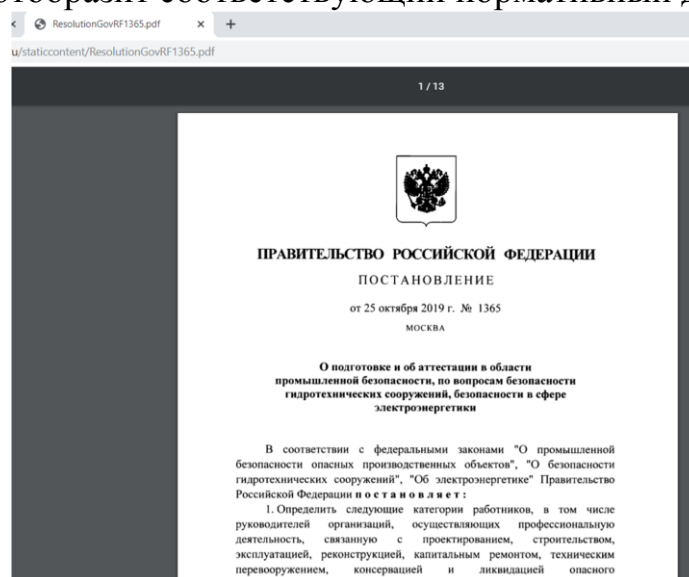 отобразит соответствующий нормативный д
ResolutionGovRF1365.pdf × +
u/staticcontent/ResolutionGovRF1365.pdf
1 / 13
ПРАВИТЕЛЬСТВО РОССИЙСКОЙ ФЕДЕРАЦИИ
ПОСТАНОВЛЕНИЕ
от 25 октября 2019 г. № 1365
МОСКВА
О подготовке и об аттестации в области
промышленной безопасности, по вопросам безопасности
гидротехнических сооружений, безопасности в сфере
электроэнергетики
В соответствии с федеральными законами "О промышленной
безопасности опасных производственных объектов", "О безопасности
гидротехнических сооружений", "Об электроэнергетике" Правительство
Российской Федерации п о с т а н о в л я е т :
1. Определить следующие категории работников, в том числе
руководителей организаций, осуществляющих профессиональную
деятельность, связанную с проектированием, строительством,
эксплуатацией, реконструкцией, капитальным ремонтом, техническим
перевооружением, консервацией и ликвидацией опасного